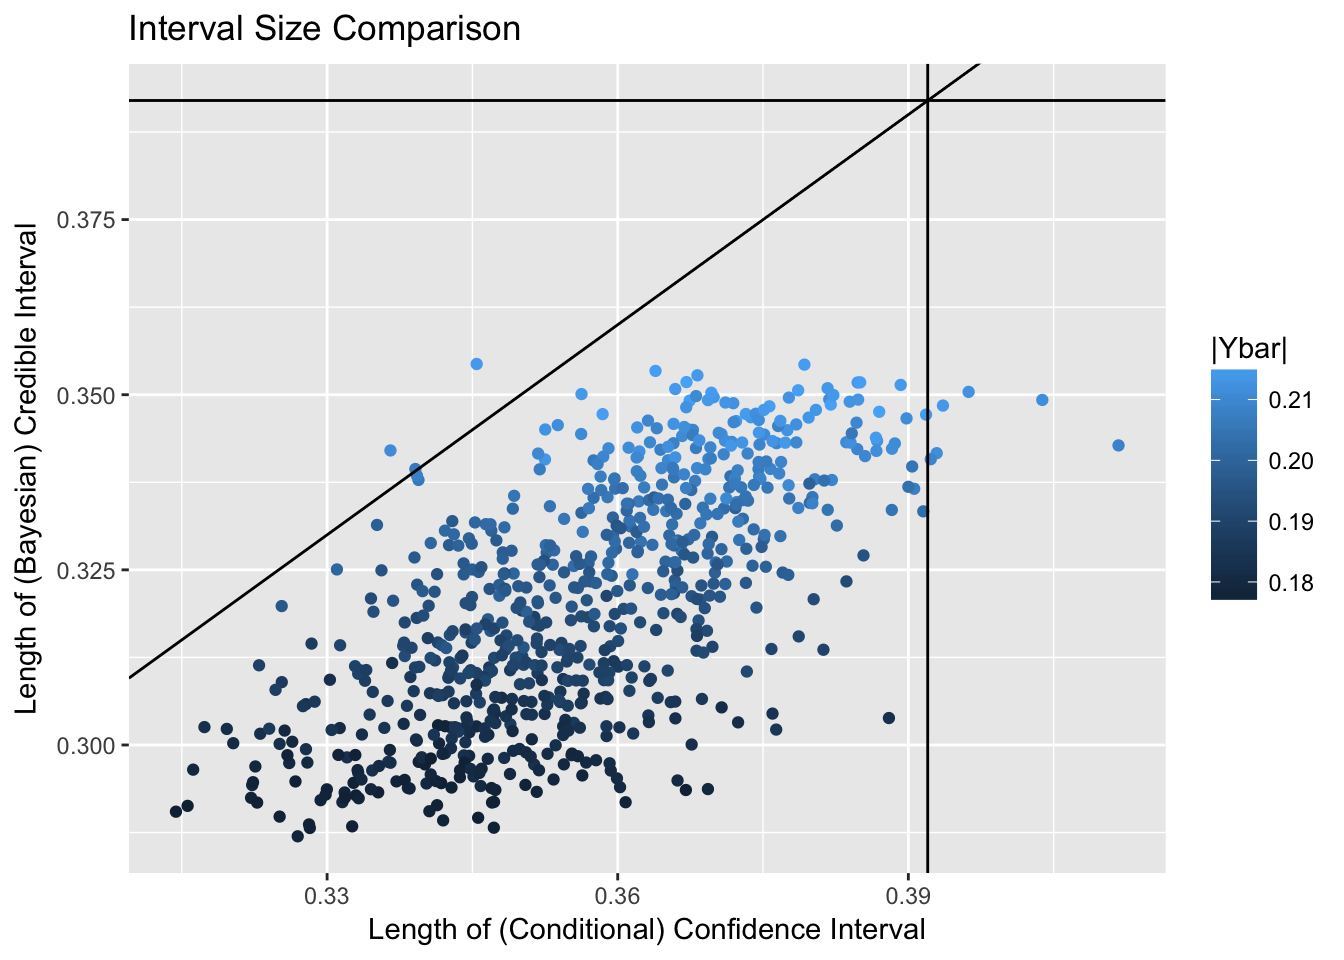 Interval Size Comparison
Length of (Bayesian) Credible Interval
0.375
0.350
0.325
0.300
0.33
0.36
0.39
Length of (Conditional) Confidence Interval
|Ybar|
0.21
0.20
0.19
0.18